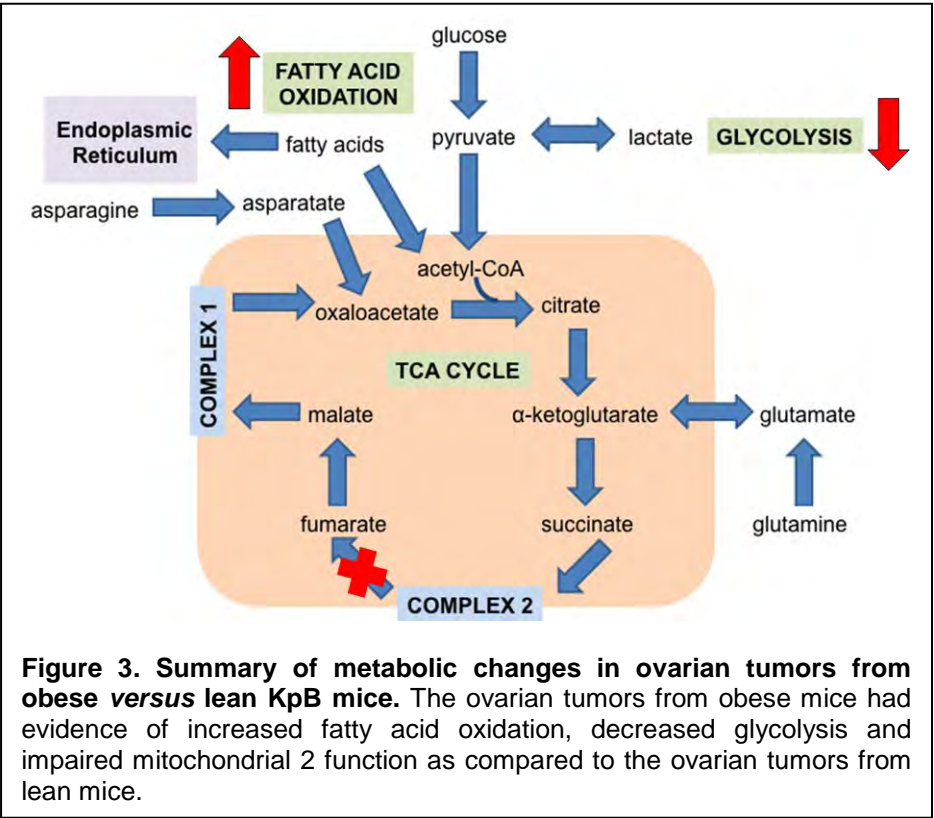 glucose
FATTY ACID
OXIDATION
Endoplasmic
Reticulum
fatty acids
pyruvate
lactate
GLYCOLYSIS
asparagine
asparatate
acetyl-CoA
COMPLEX 1
oxaloacetate
citrate
TCA CYCLE
malate
α-ketoglutarate
glutamate
fumarate
succinate
glutamine
COMPLEX 2
Figure 3. Summary of metabolic changes in ovarian tumors from
obese versus lean KpB mice. The ovarian tumors from obese mice had
evidence of increased fatty acid oxidation, decreased glycolysis and
impaired mitochondrial 2 function as compared to the ovarian tumors from
lean mice.